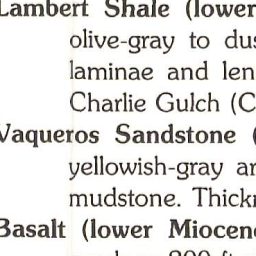 Lambert Shale (lower
olive-gray to dus
laminae and len
Charlie Gulch (C
Vaqueros Sandstone (
yellowish-gray ar
mudstone. Thickn
Basalt (lower Miocene